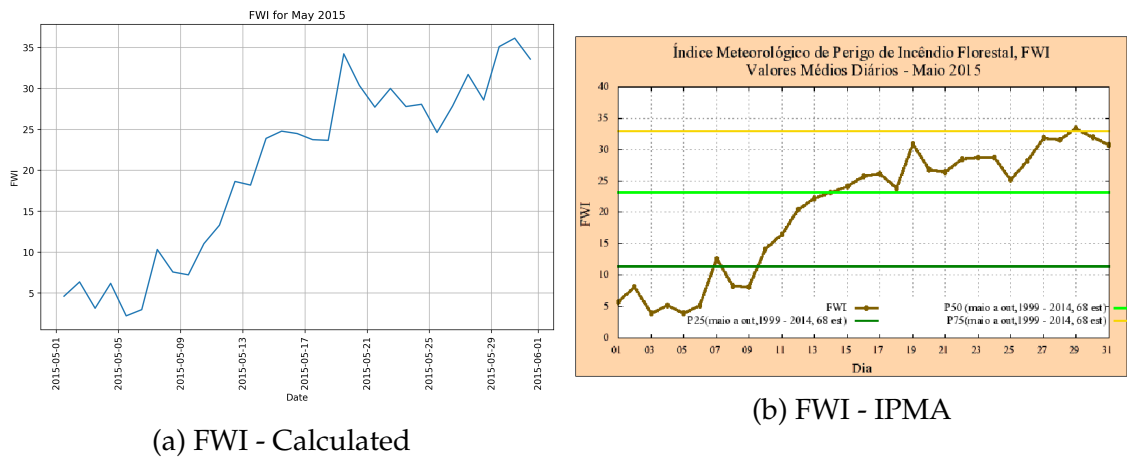 FWI for May 2015
35
30
25
20
15
10
5
FWI
2015-05-01
2015-05-05
2015-05-09
2015-05-13
2015-05-17
2015-05-21
2015-05-25
2015-05-29
2015-06-01
Date
(a) FWI - Calculated
Índice Meteorológico de Perigo de Incêndio Florestal, FWI
Valores Médios Diários - Maio 2015
40
35
30
25
20
15
10
5
0
FWI
FWI
P25(maio a out,1999 - 2014, 68 est)
P50 (maio a out,1999 - 2014, 68 est)
P75(maio a out,1999 - 2014, 68 est)
01 03 05 07 09 11 13 15 17 19 21 23 25 27 29 31
Dia
(b) FWI - IPMA